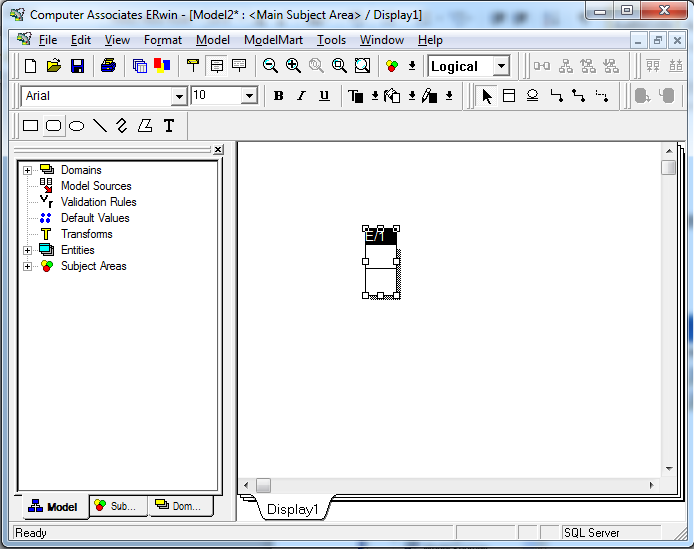 Computer Associates ERwin - [Model2* : <Main Subject Area> / Display1]
File Edit View Format Model ModelMart Tools Window Help
Logical
Arial 10 B I U T
T
Domains
Model Sources
Validation Rules
Default Values
Transforms
Entities
Subject Areas
E/1
Model Sub... Dom...
Display1
Ready SQL Server